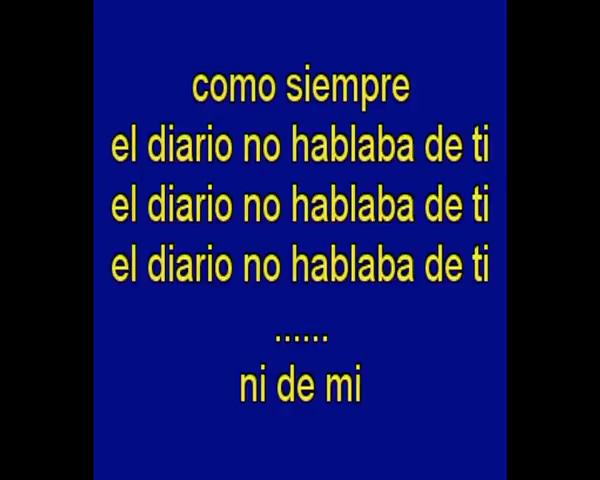 como siempre
el diario no hablaba de ti
el diario no hablaba de ti
el diario no hablaba de ti
......
ni de mi